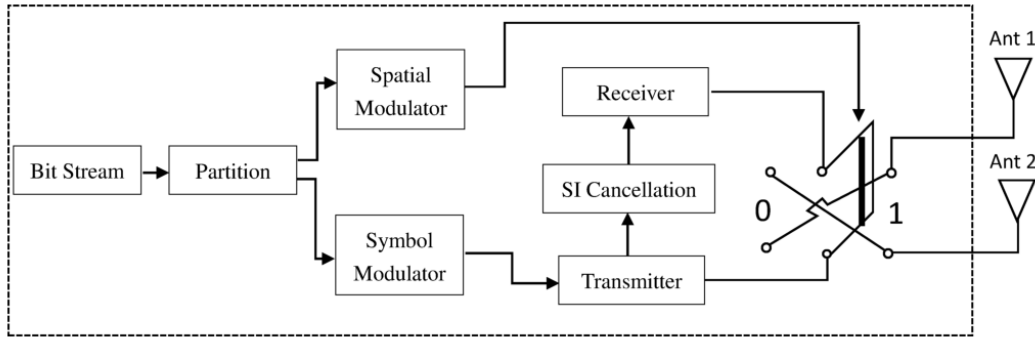 Ant 1
Spatial
Modulator
Receiver
Bit Stream
Partition
SI Cancellation
Ant 2
0
1
Symbol
Modulator
Transmitter